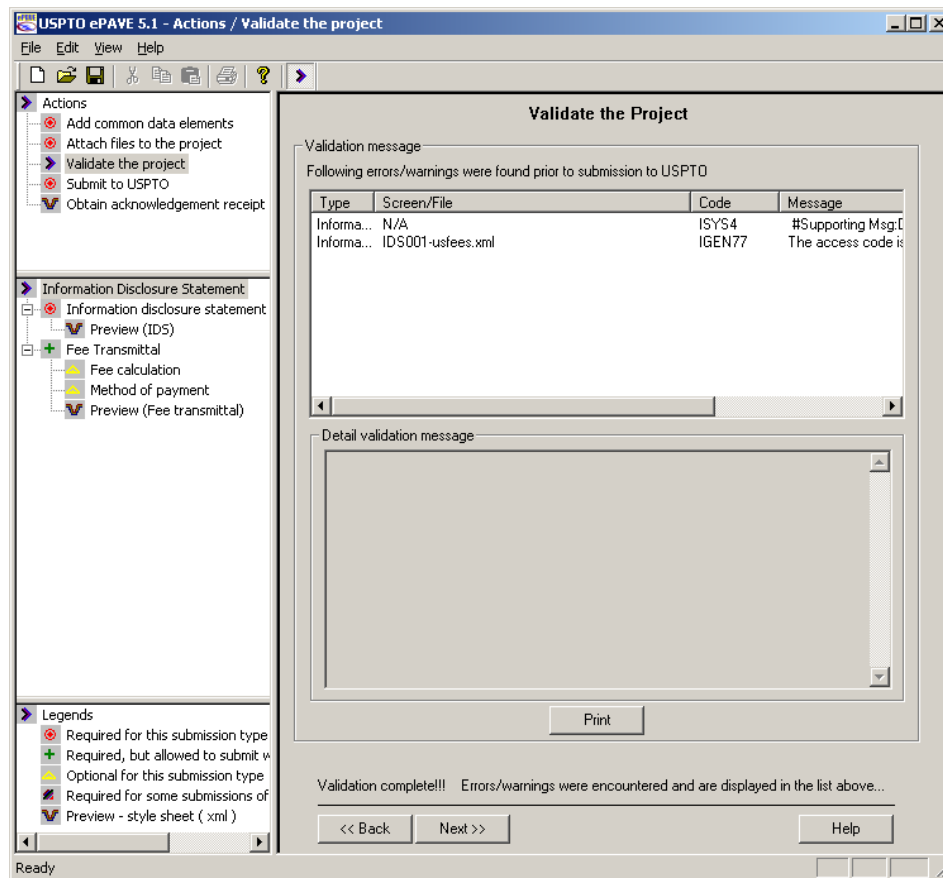 USPTO ePAVE 5.1 - Actions / Validate the project
File Edit View Help
Actions
Add common data elements
Attach files to the project
Validate the project
Submit to USPTO
Obtain acknowledgement receipt
Information Disclosure Statement
Information disclosure statement
Preview (IDS)
Fee Transmittal
Fee calculation
Method of payment
Preview (Fee transmittal)
Legends
Required for this submission type
Required, but allowed to submit w
Optional for this submission type
Required for some submissions of
Preview - style sheet ( xml )
Validate the Project
Validation message
Following errors/warnings were found prior to submission to USPTO
Type Screen/File Code Message
Informa... N/A ISYS4 #Supporting Msg:D
Informa... IDS001-usfees.xml IGEN77 The access code is
Detail validation message
Print
Validation complete!!! Errors/warnings were encountered and are displayed in the list above...
<< Back Next >> Help
Ready